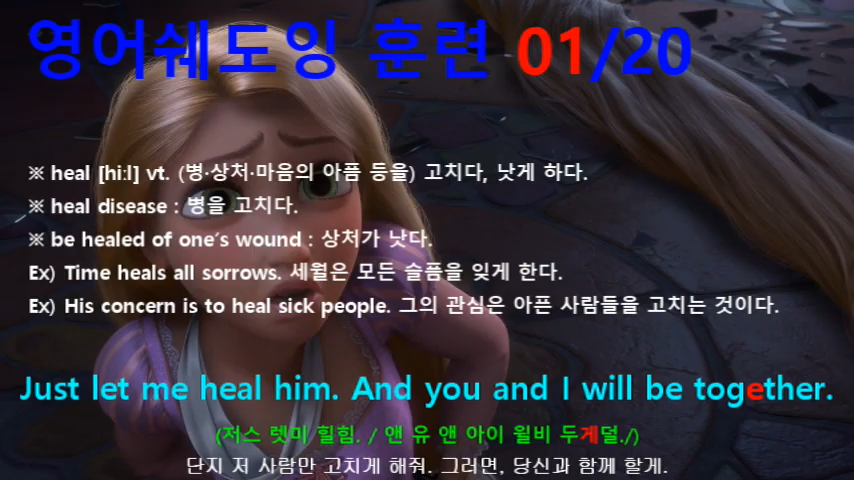 영어쉐도잉 훈련 01/20
※ heal [hi:l] vt. (병·상처·마음의 아픔 등을) 고치다, 낫게 하다.
※ heal disease : 병을 고치다.
※ be healed of one's wound : 상처가 낫다.
Ex) Time heals all sorrows. 세월은 모든 슬픔을 잊게 한다.
Ex) His concern is to heal sick people. 그의 관심은 아픈 사람들을 고치는 것이다.
Just let me heal him. And you and I will be together.
(저스 렛미 힐힘. / 앤 유 앤 아이 윌비 두게덜./)
단지 저 사람만 고치게 해줘. 그러면, 당신과 함께 할게.